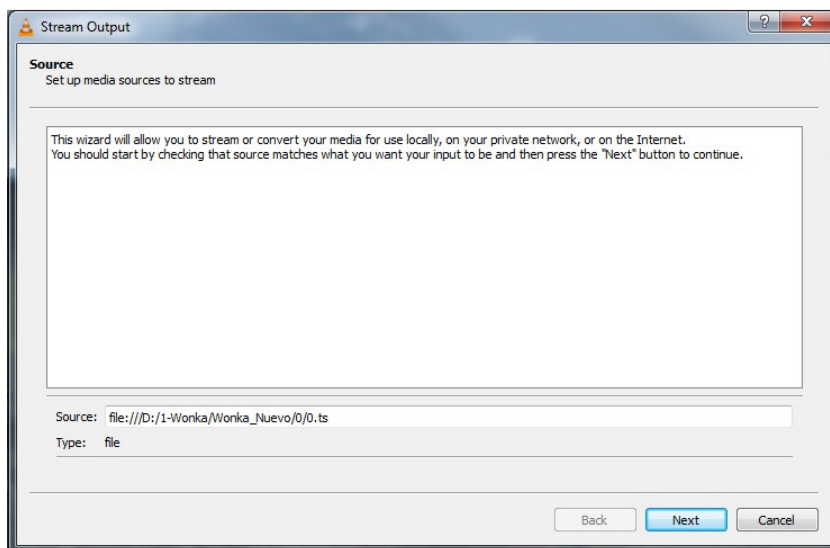 Stream Output
Source
Set up media sources to stream
This wizard will allow you to stream or convert your media for use locally, on your private network, or on the Internet.
You should start by checking that source matches what you want your input to be and then press the "Next" button to continue.
Source: file:///D:/1-Wonka/Wonka_Nuevo/0/0.ts
Type: file
Back Next Cancel